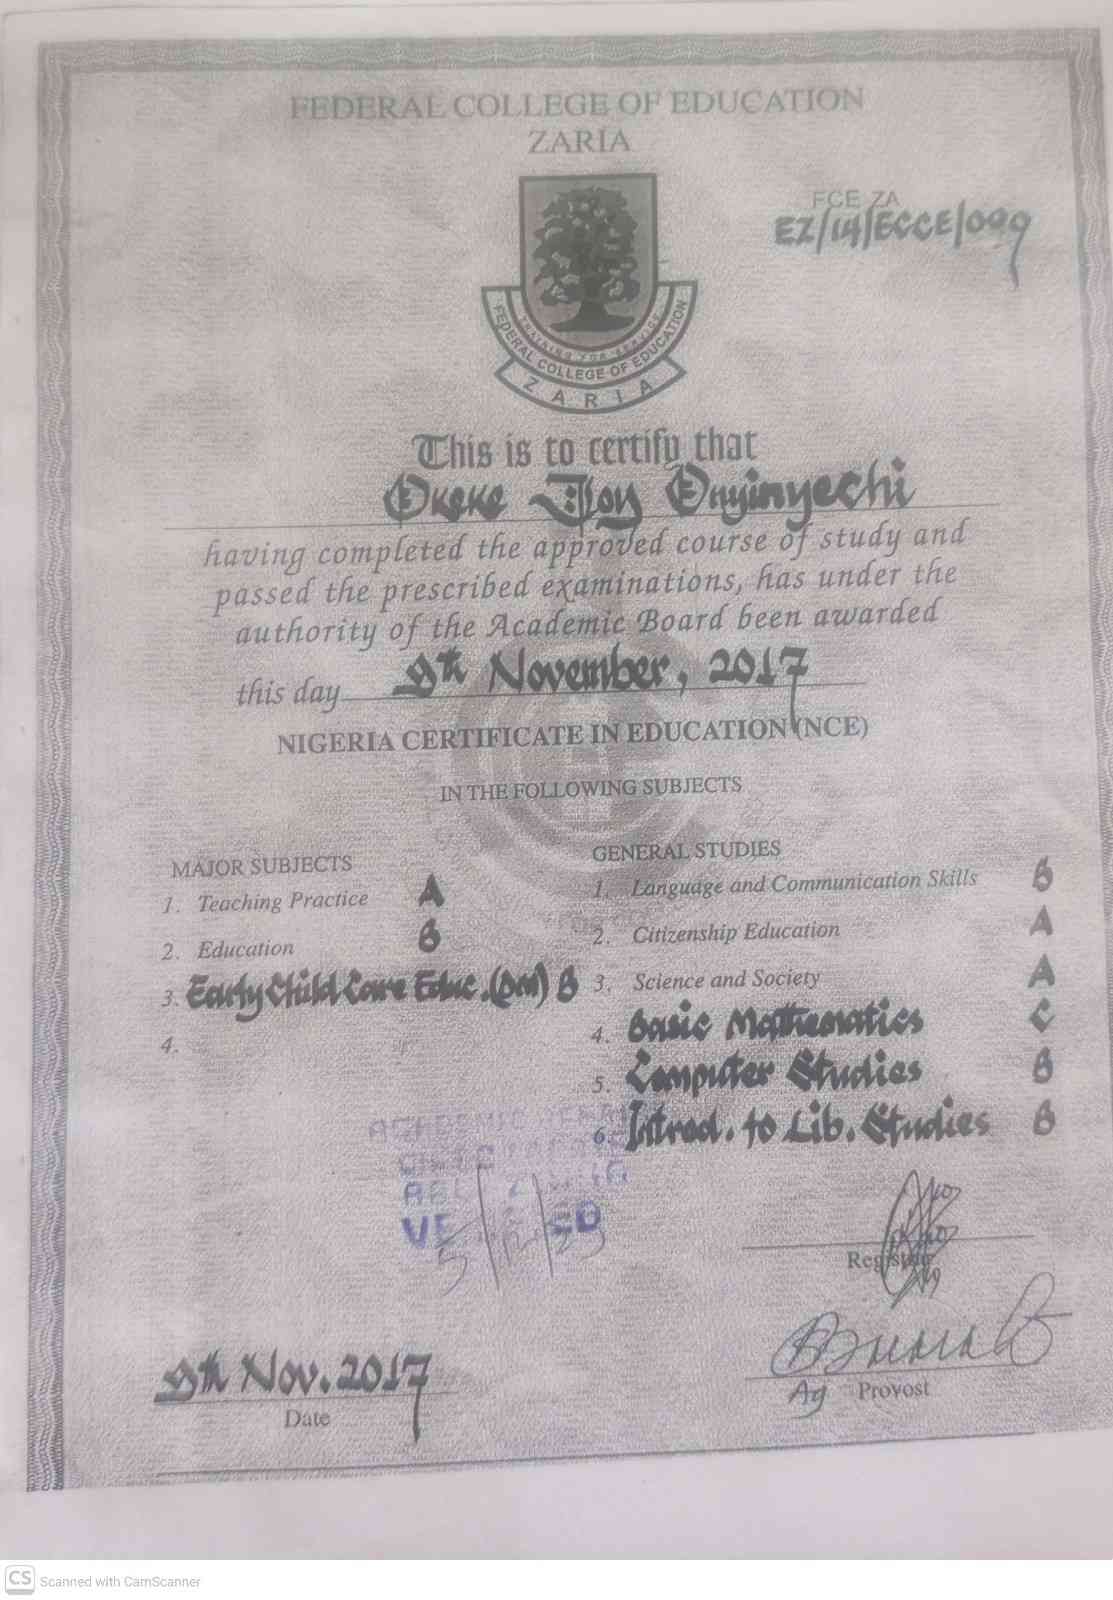 FEDERAL COLLEGE OF EDUCATION
ZARIA
FCE ZA
EZ/14/ECCE/099
TRAINING FOR SERVICE
FEDERAL COLLEGE OF EDUCATION
ZARIA
This is to certify that
Okeke Joy Onyinyechi
having completed the approved course of study and
passed the prescribed examinations, has under the
authority of the Academic Board been awarded
this day 9th November, 2017
NIGERIA CERTIFICATE IN EDUCATION (NCE)
IN THE FOLLOWING SUBJECTS
MAJOR SUBJECTS
1. Teaching Practice A
2. Education B
3. Early Child Care Educ. (DM) B
4.
GENERAL STUDIES
1. Language and Communication Skills B
2. Citizenship Education A
3. Science and Society A
4. Basic Mathematics C
5. Computer Studies B
6. Introd. to Lib. Studies B
Registrar
Ag Provost
9th Nov. 2017
Date
CS Scanned with CamScanner